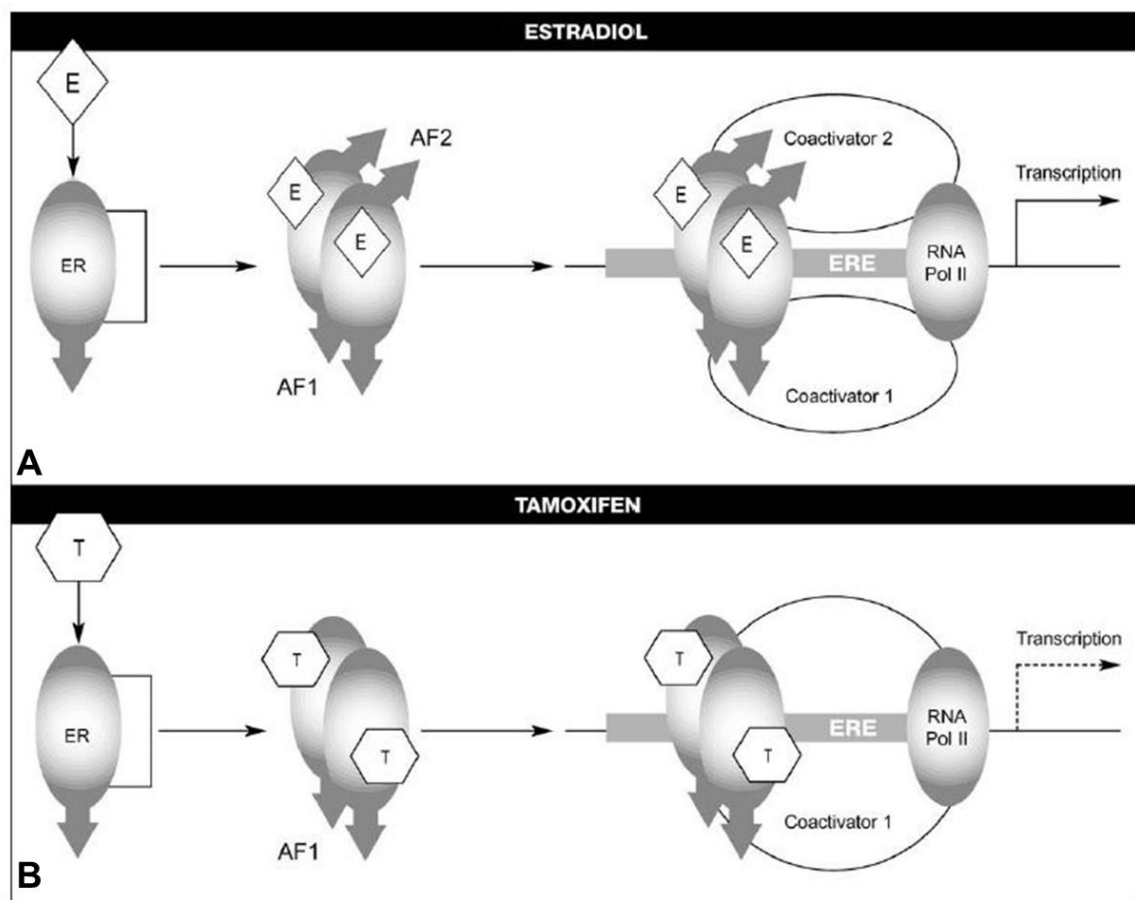 ESTRADIOL
E
ER
E
E
AF2
AF1
E
E
Coactivator 2
ERE
RNA
Pol II
Transcription
Coactivator 1
A
TAMOXIFEN
T
ER
T
T
AF1
T
T
ERE
RNA
Pol II
Transcription
Coactivator 1
B